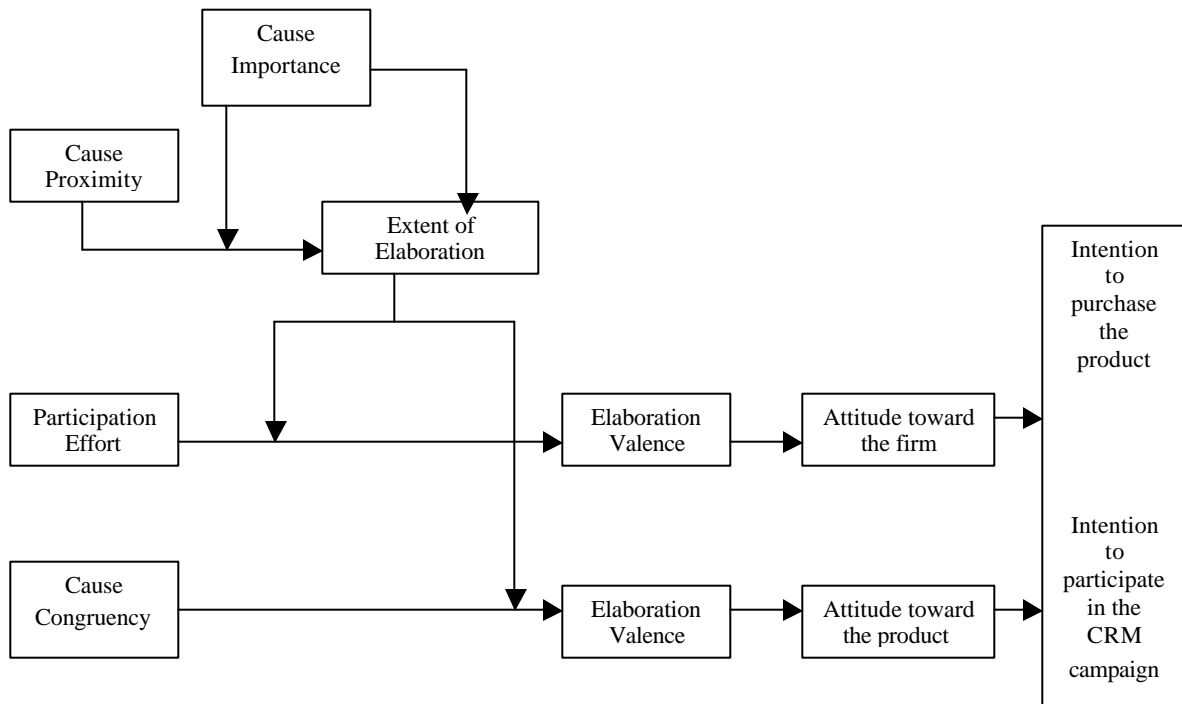 Cause
Importance
Cause
Proximity
Extent of
Elaboration
Intention
to
purchase
the
product
Participation
Effort
Elaboration
Valence
Attitude toward
the firm
Cause
Congruency
Elaboration
Valence
Attitude toward
the product
Intention
to
participate
in the
CRM
campaign